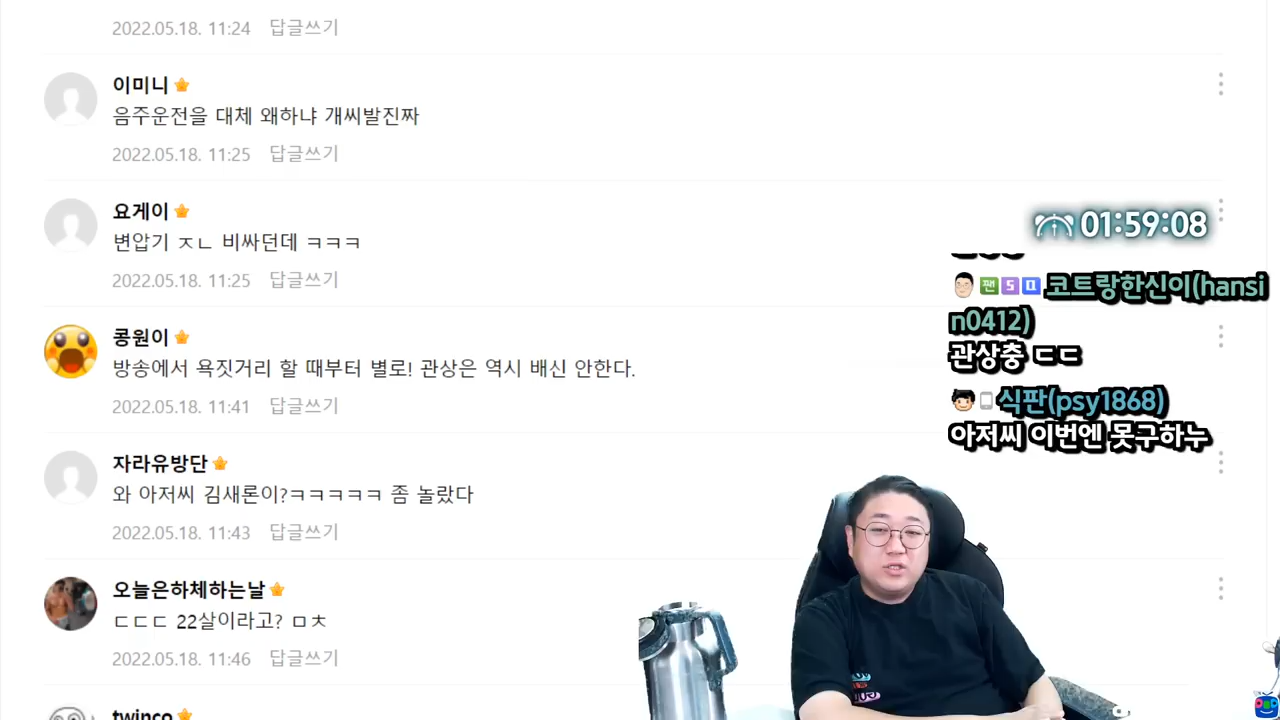 2022.05.18. 11:24 답글쓰기
이미니
음주운전을 대체 왜하냐 개씨발진짜
2022.05.18. 11:25 답글쓰기
요게이
변압기 ㅈㄴ 비싸던데 ㅋㅋㅋ
2022.05.18. 11:25 답글쓰기
콩원이
방송에서 욕짓거리 할 때부터 별로! 관상은 역시 배신 안한다.
2022.05.18. 11:41 답글쓰기
자라유방단
와 아저씨 김새론이?ㅋㅋㅋㅋㅋ 좀 놀랐다
2022.05.18. 11:43 답글쓰기
오늘은하체하는날
ㄷㄷㄷ 22살이라고? ㅁㅊ
2022.05.18. 11:46 답글쓰기
twinco
01:59:08
팬 5 코트랑한신이(hansi
n0412)
관상충 ㄷㄷ
식판(psy1868)
아저씨 이번엔 못구하누